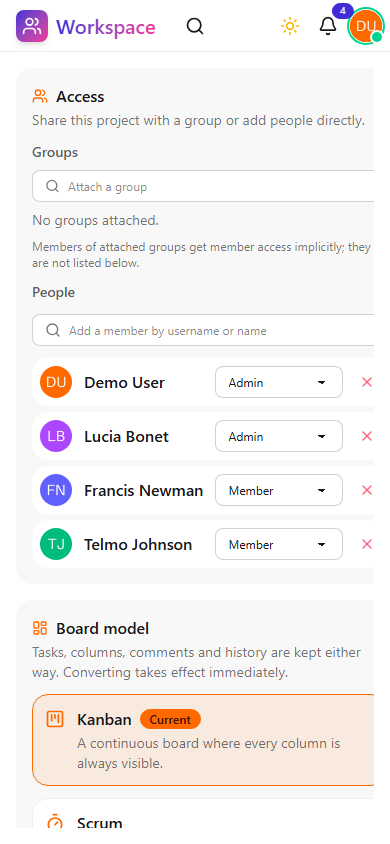 Workspace
4
DU
Access
Share this project with a group or add people directly.
Groups
Attach a group
No groups attached.
Members of attached groups get member access implicitly; they
are not listed below.
People
Add a member by username or name
DU Demo User Admin
LB Lucia Bonet Admin
FN Francis Newman Member
TJ Telmo Johnson Member
Board model
Tasks, columns, comments and history are kept either
way. Converting takes effect immediately.
Kanban Current
A continuous board where every column is
always visible.
Scrum